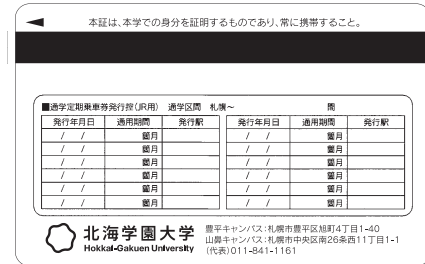 本証は、本学での身分を証明するものであり、常に携帯すること。
■通学定期乗車券発行控(JR用) 通学区間 札幌～ 間
発行年月日 通用期間 発行駅 発行年月日 通用期間 発行駅
/ / 箇月 / / 箇月
/ / 箇月 / / 箇月
/ / 箇月 / / 箇月
/ / 箇月 / / 箇月
/ / 箇月 / / 箇月
/ / 箇月 / / 箇月
北海学園大学
Hokkai-Gakuen University
豊平キャンパス:札幌市豊平区旭町4丁目1-40
山鼻キャンパス:札幌市中央区南26条西11丁目1-1
(代表)011-841-1161